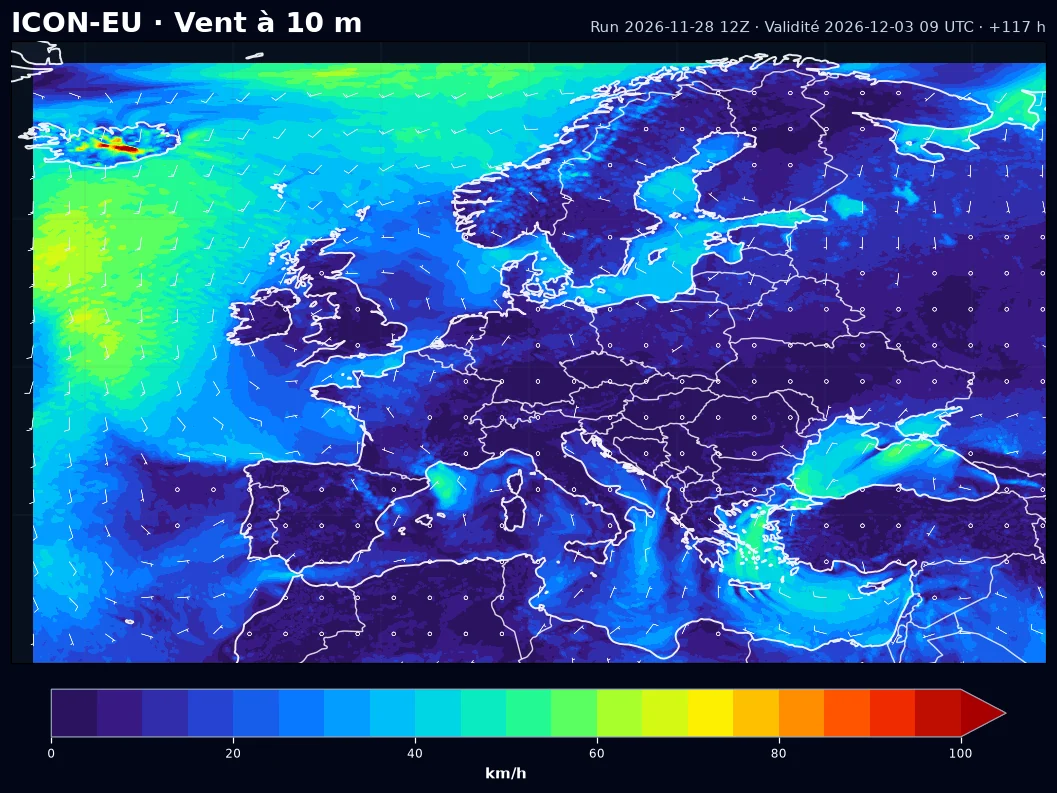 ICON-EU · Vent à 10 m
Run 2026-11-28 12Z · Validité 2026-12-03 09 UTC · +117 h
0 20 40 60 80 100
km/h